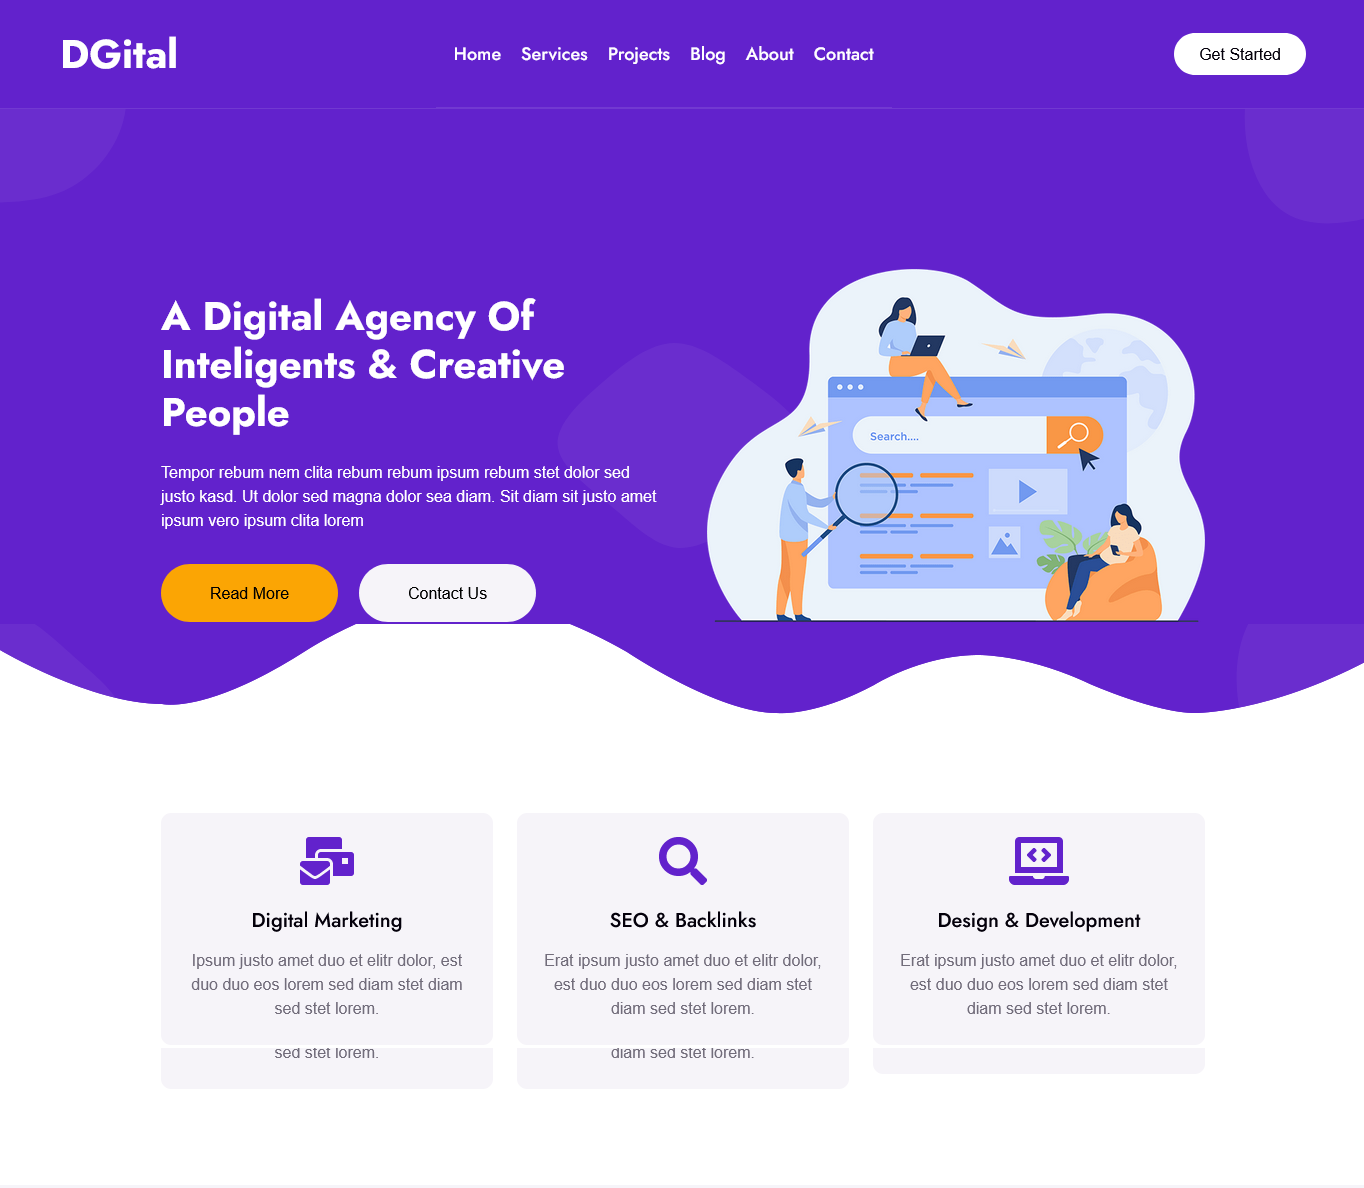 DGital
Home Services Projects Blog About Contact
Get Started
A Digital Agency Of
Inteligents & Creative
People
Tempor rebum nem clita rebum rebum ipsum rebum stet dolor sed
justo kasd. Ut dolor sed magna dolor sea diam. Sit diam sit justo amet
ipsum vero ipsum clita lorem
Read More
Contact Us
Search....
Digital Marketing
Ipsum justo amet duo et elitr dolor, est
duo duo eos lorem sed diam stet diam
sed stet lorem.
sed stet lorem.
SEO & Backlinks
Erat ipsum justo amet duo et elitr dolor,
est duo duo eos lorem sed diam stet
diam sed stet lorem.
diam sed stet lorem.
Design & Development
Erat ipsum justo amet duo et elitr dolor,
est duo duo eos lorem sed diam stet
diam sed stet lorem.